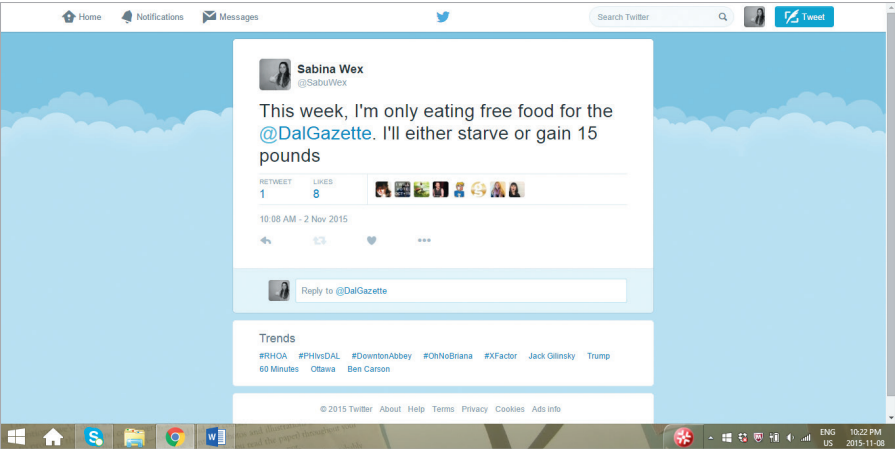 Home Notifications Messages Search Twitter Tweet
Sabina Wex
@SabuWex
This week, I'm only eating free food for the
@DalGazette. I'll either starve or gain 15
pounds
RETWEET LIKES
1 8
10:08 AM - 2 Nov 2015
Reply to @DalGazette
Trends
#RHOA #PHIvsDAL #DowntonAbbey #OhNoBriana #XFactor Jack Gilinsky Trump
60 Minutes Ottawa Ben Carson
© 2015 Twitter About Help Terms Privacy Cookies Ads info
ENG 10:22 PM
US 2015-11-08